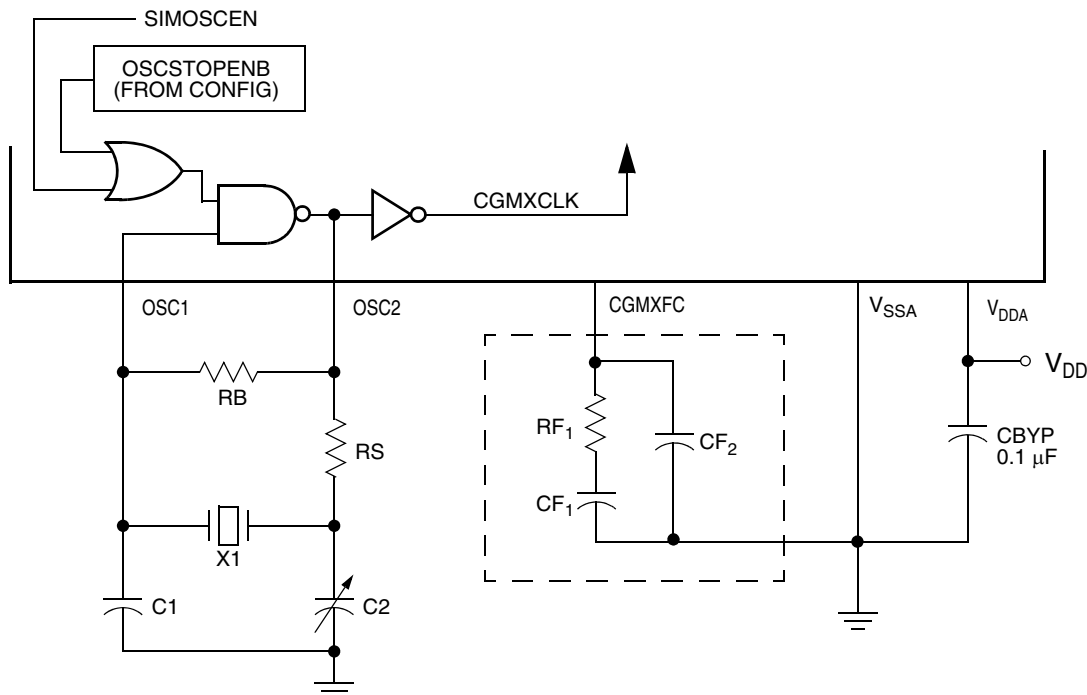 SIMOSCEN
OSCSTOPENB
(FROM CONFIG)
CGMXCLK
OSC1
OSC2
CGMXFC
VSSA
VDDA
VDD
RB
RS
RF1
CF2
CF1
CBYP
0.1 μF
X1
C1
C2